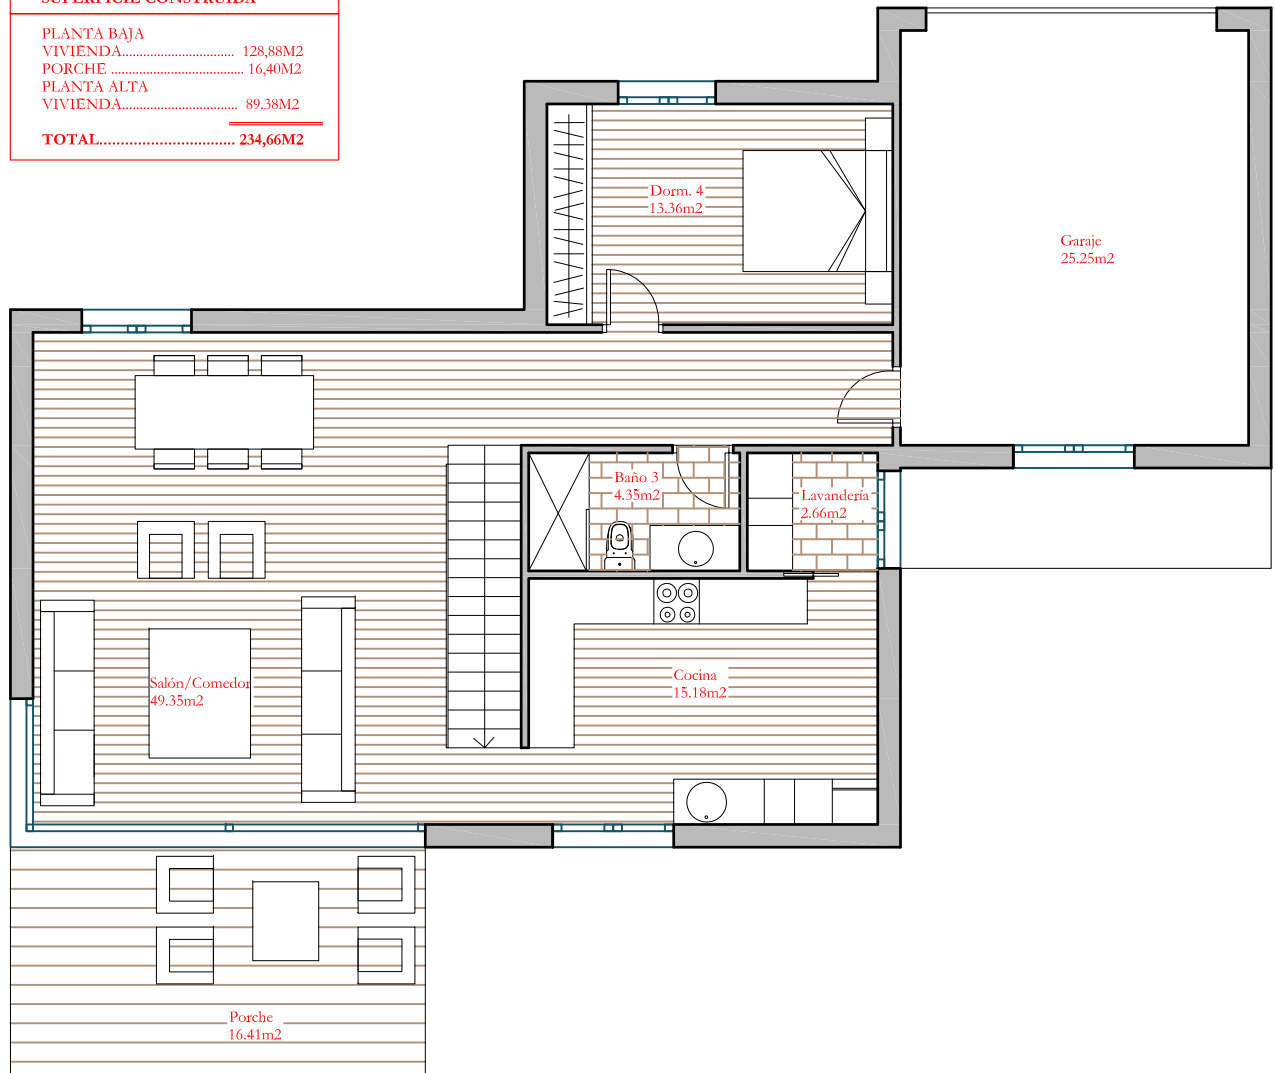 SUPERFICIE CONSTRUIDA
PLANTA BAJA
VIVIENDA.................................. 128,88M2
PORCHE ........................................ 16,40M2
PLANTA ALTA
VIVIENDA................................... 89.38M2
TOTAL................................ 234,66M2
Dorm. 4
13.36m2
Garaje
25.25m2
Baño 3
4.35m2
Lavandería
2.66m2
Cocina
15.18m2
Salón/Comedor
49.35m2
Porche
16.41m2